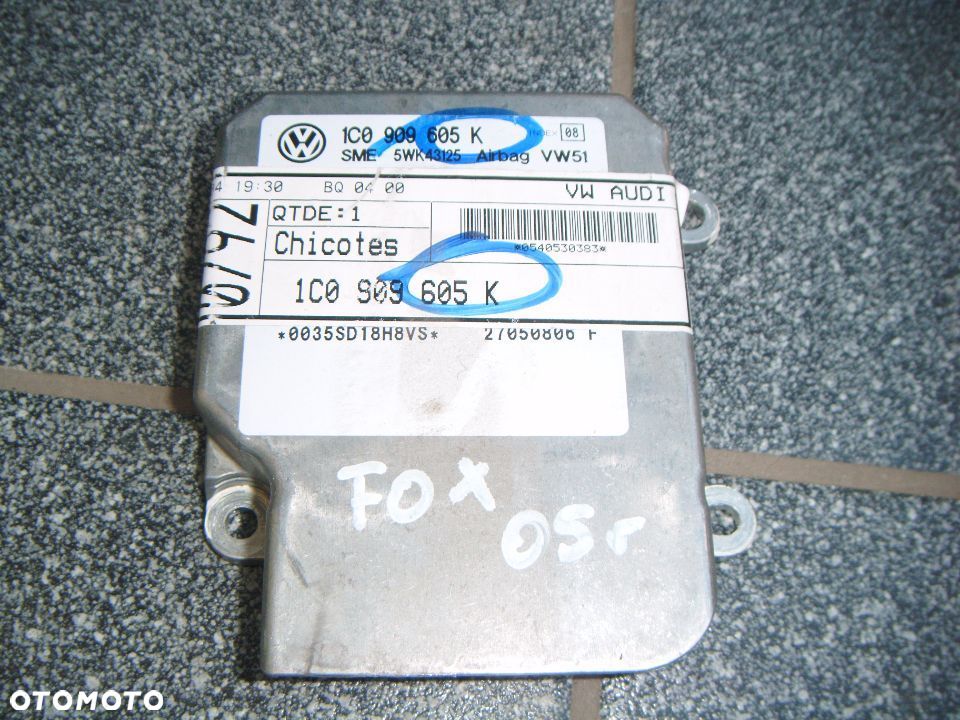 1C0 909 605 K INDEX 08
SME 5WK43125 Airbag VW51
19:30 BQ 04 00 VW AUDI
QTDE:1
Chicotes
*0540530383*
1C0 909 605 K
*0035SD18H8VS* 27050806 F
FOX
05r
OTOMOTO